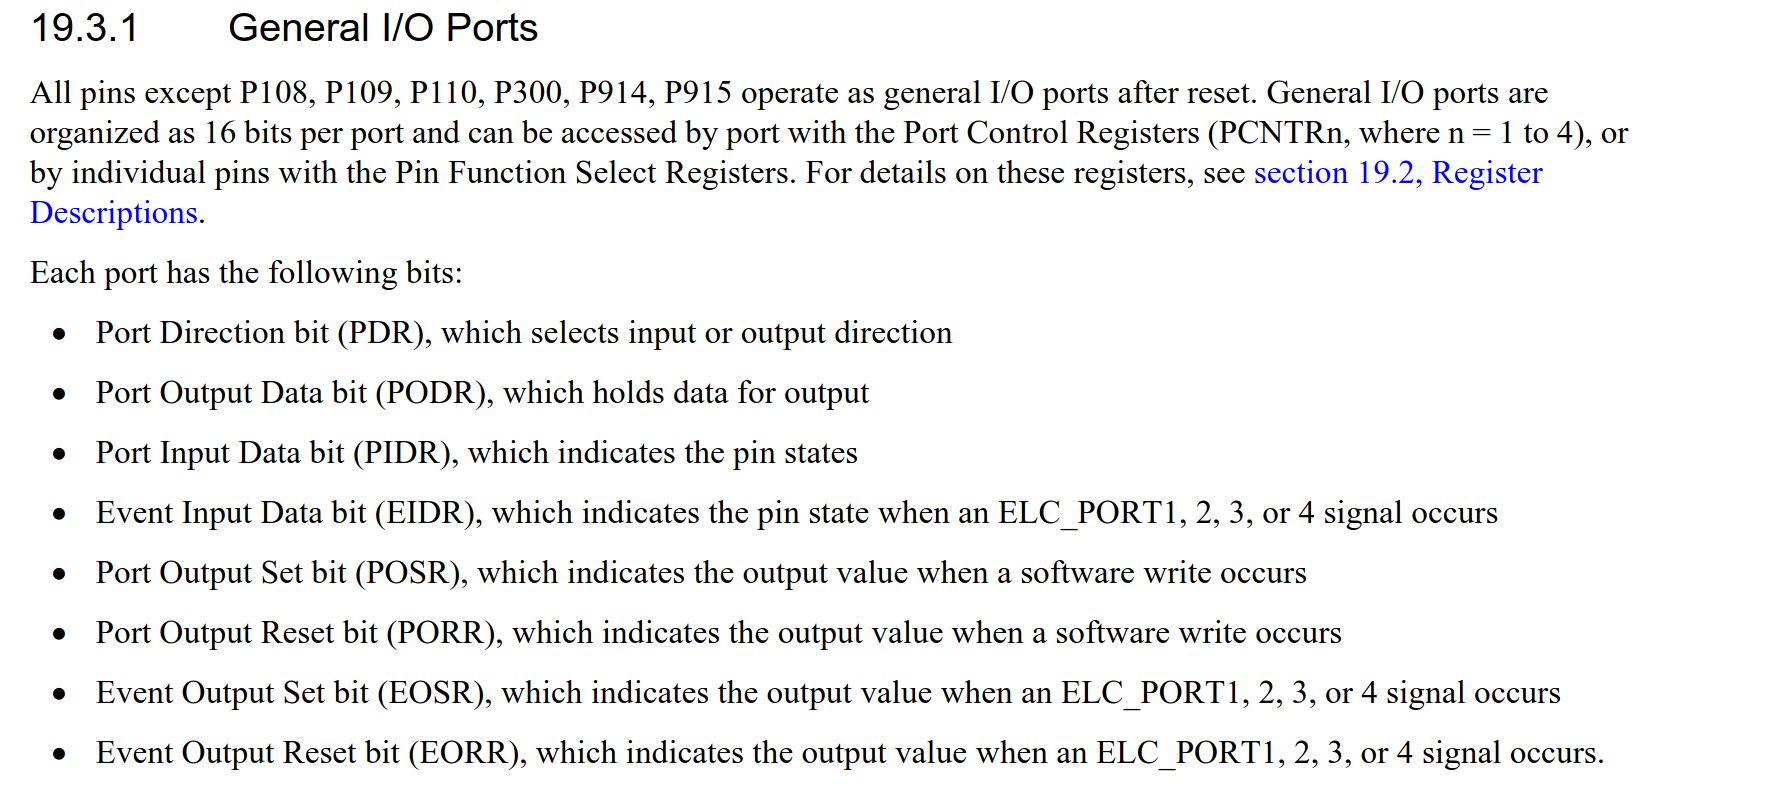 19.3.1 General I/O Ports
All pins except P108, P109, P110, P300, P914, P915 operate as general I/O ports after reset. General I/O ports are
organized as 16 bits per port and can be accessed by port with the Port Control Registers (PCNTRn, where n = 1 to 4), or
by individual pins with the Pin Function Select Registers. For details on these registers, see section 19.2, Register
Descriptions.
Each port has the following bits:
• Port Direction bit (PDR), which selects input or output direction
• Port Output Data bit (PODR), which holds data for output
• Port Input Data bit (PIDR), which indicates the pin states
• Event Input Data bit (EIDR), which indicates the pin state when an ELC_PORT1, 2, 3, or 4 signal occurs
• Port Output Set bit (POSR), which indicates the output value when a software write occurs
• Port Output Reset bit (PORR), which indicates the output value when a software write occurs
• Event Output Set bit (EOSR), which indicates the output value when an ELC_PORT1, 2, 3, or 4 signal occurs
• Event Output Reset bit (EORR), which indicates the output value when an ELC_PORT1, 2, 3, or 4 signal occurs.